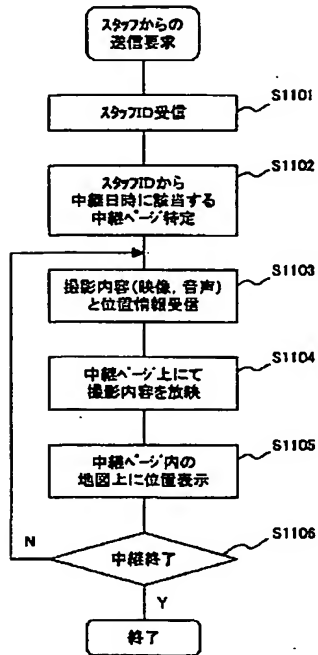 スタッフからの
送信要求
S1101
スタッフID受信
S1102
スタッフIDから
中継日時に該当する
中継ページ特定
S1103
撮影内容(映像,音声)
と位置情報受信
S1104
中継ページ上にて
撮影内容を放映
S1105
中継ページ内の
地図上に位置表示
S1106
N
中継終了
Y
終了